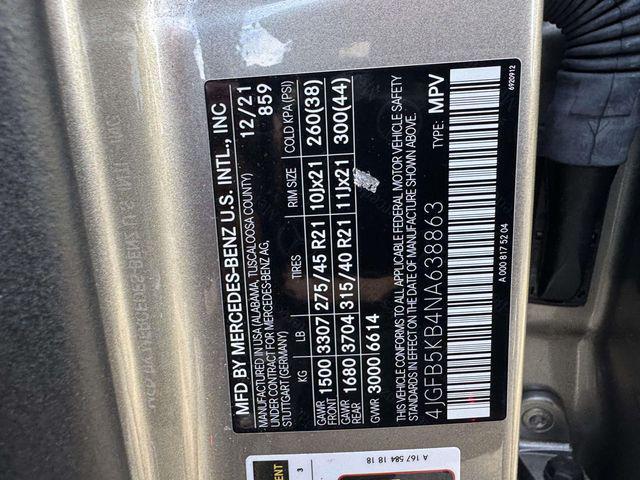 MFD BY MERCEDES-BENZ U.S. INTL., INC
MANUFACTURED IN USA (ALABAMA, TUSCALOOSA COUNTY) 12/21
UNDER CONTRACT FOR MERCEDES-BENZ AG, 859
STUTTGART (GERMANY)
KG LB TIRES RIM SIZE COLD KPA (PSI)
GAWR FRONT 1500 3307 275/45 R21 10Jx21 260(38)
GAWR REAR 1680 3704 315/40 R21 11Jx21 300(44)
GVWR 3000 6614
THIS VEHICLE CONFORMS TO ALL APPLICABLE FEDERAL MOTOR VEHICLE SAFETY
STANDARDS IN EFFECT ON THE DATE OF MANUFACTURE SHOWN ABOVE.
4JGFB5KB4NA638863 TYPE: MPV
A 000 817 52 04
6920912
A 167 584 18 18
3